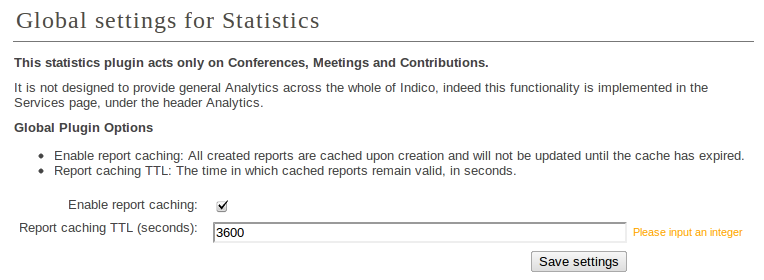 Global settings for Statistics
This statistics plugin acts only on Conferences, Meetings and Contributions.
It is not designed to provide general Analytics across the whole of Indico, indeed this functionality is implemented in the
Services page, under the header Analytics.
Global Plugin Options
• Enable report caching: All created reports are cached upon creation and will not be updated until the cache has expired.
• Report caching TTL: The time in which cached reports remain valid, in seconds.
Enable report caching:
Report caching TTL (seconds): 3600 Please input an integer
Save settings